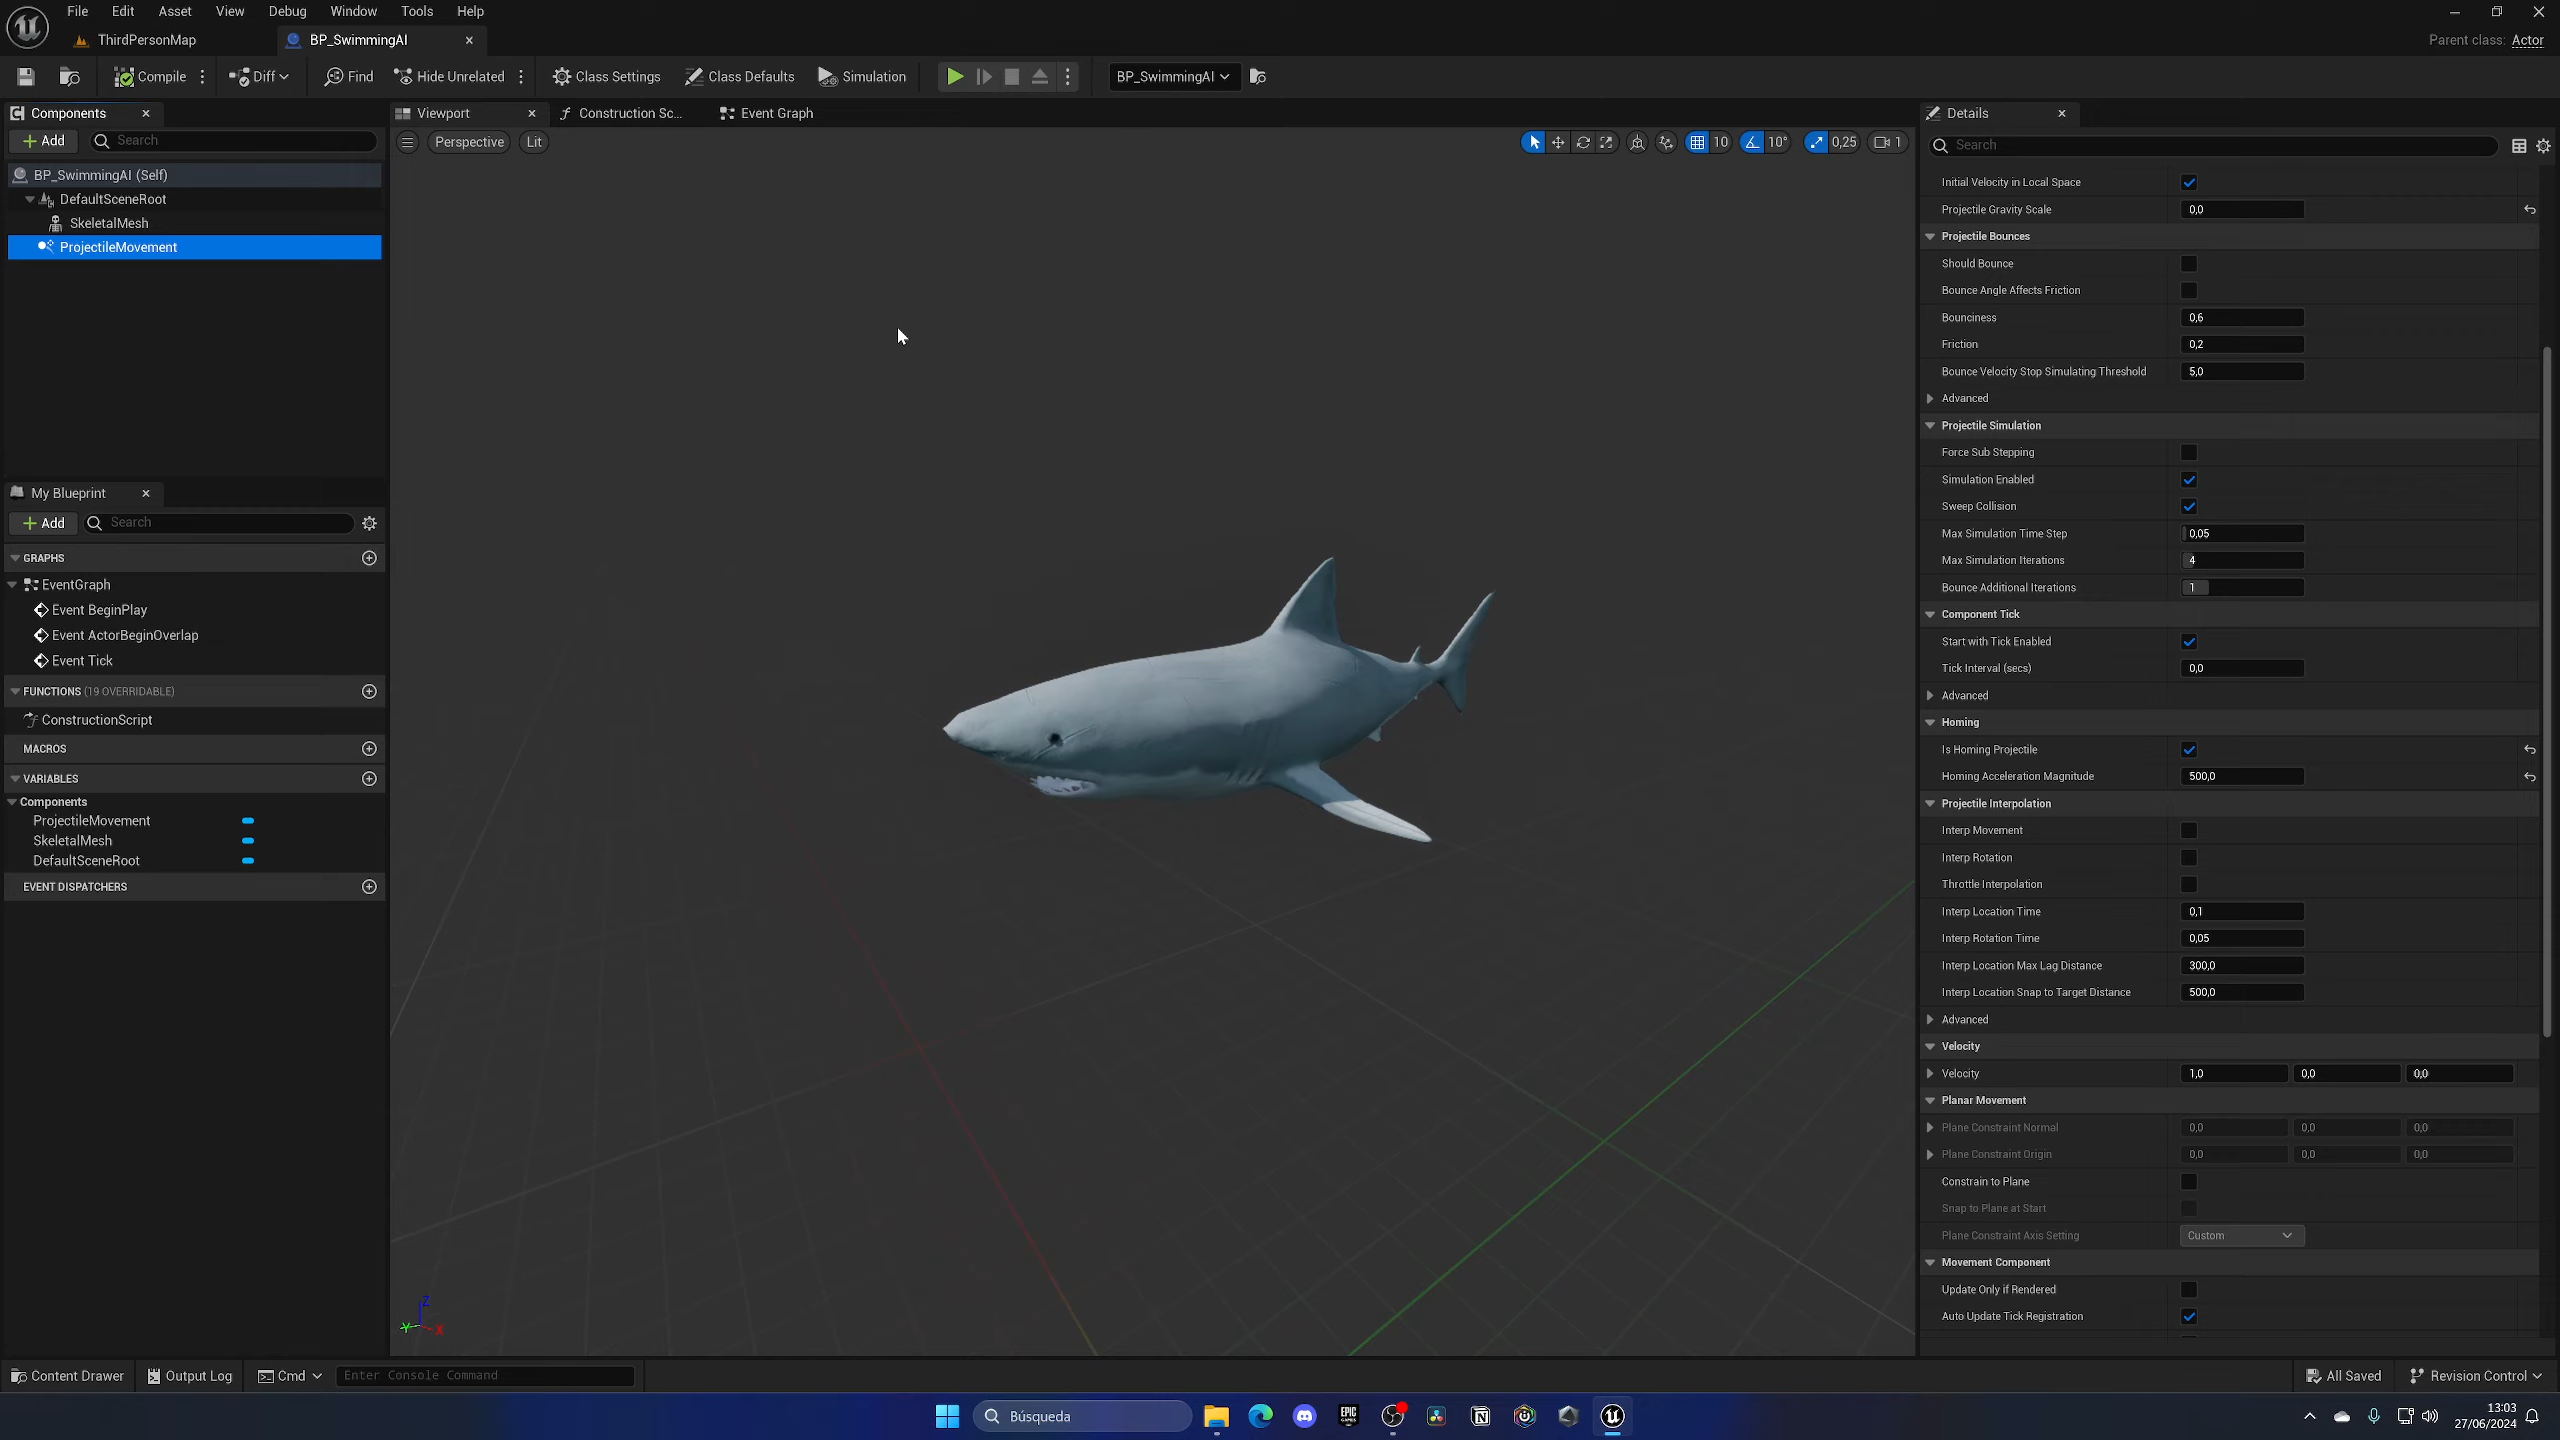 File Edit Asset View Debug Window Tools Help
ThirdPersonMap
BP_SwimmingAI
Parent class: Actor
Compile
Diff
Find
Hide Unrelated
Class Settings
Class Defaults
Simulation
BP_SwimmingAI
Components
Add
Search
BP_SwimmingAI (Self)
DefaultSceneRoot
SkeletalMesh
ProjectileMovement
My Blueprint
Add
Search
GRAPHS
EventGraph
Event BeginPlay
Event ActorBeginOverlap
Event Tick
FUNCTIONS (19 OVERRIDABLE)
ConstructionScript
MACROS
VARIABLES
Components
ProjectileMovement
SkeletalMesh
DefaultSceneRoot
EVENT DISPATCHERS
Viewport
Construction Sc...
Event Graph
Perspective
Lit
10
10°
0,25
1
Z
Y
X
Details
Search
Initial Velocity in Local Space
Projectile Gravity Scale 0,0
Projectile Bounces
Should Bounce
Bounce Angle Affects Friction
Bounciness 0,6
Friction 0,2
Bounce Velocity Stop Simulating Threshold 5,0
Advanced
Projectile Simulation
Force Sub Stepping
Simulation Enabled
Sweep Collision
Max Simulation Time Step 0,05
Max Simulation Iterations 4
Bounce Additional Iterations 1
Component Tick
Start with Tick Enabled
Tick Interval (secs) 0,0
Advanced
Homing
Is Homing Projectile
Homing Acceleration Magnitude 500,0
Projectile Interpolation
Interp Movement
Interp Rotation
Throttle Interpolation
Interp Location Time 0,1
Interp Rotation Time 0,05
Interp Location Max Lag Distance 300,0
Interp Location Snap to Target Distance 500,0
Advanced
Velocity
Velocity 1,0 0,0 0,0
Planar Movement
Plane Constraint Normal 0,0 0,0 0,0
Plane Constraint Origin 0,0 0,0 0,0
Constrain to Plane
Snap to Plane at Start
Plane Constraint Axis Setting Custom
Movement Component
Update Only if Rendered
Auto Update Tick Registration
Content Drawer
Output Log
Cmd
Enter Console Command
All Saved
Revision Control
Búsqueda
EPIC GAMES
13:03
27/06/2024